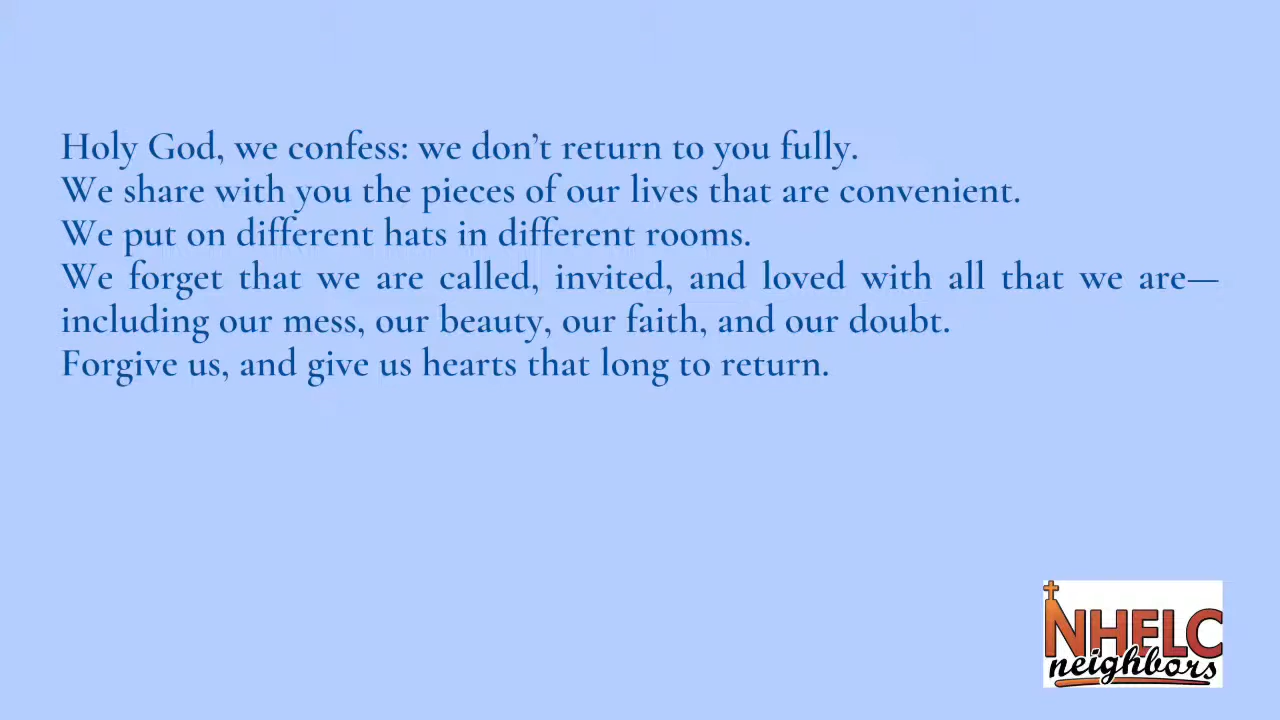 Holy God, we confess: we don’t return to you fully.
We share with you the pieces of our lives that are convenient.
We put on different hats in different rooms.
We forget that we are called, invited, and loved with all that we are—
including our mess, our beauty, our faith, and our doubt.
Forgive us, and give us hearts that long to return.
NHELC
neighbors